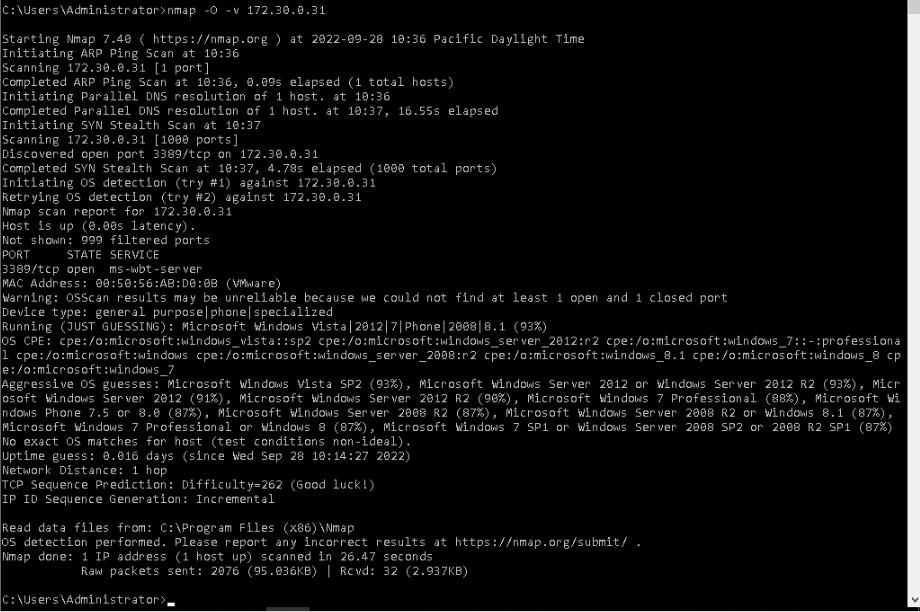 C:\Users\Administrator>nmap -O -v 172.30.0.31
Starting Nmap 7.40 ( https://nmap.org ) at 2022-09-28 10:36 Pacific Daylight Time
Initiating ARP Ping Scan at 10:36
Scanning 172.30.0.31 [1 port]
Completed ARP Ping Scan at 10:36, 0.09s elapsed (1 total hosts)
Initiating Parallel DNS resolution of 1 host. at 10:36
Completed Parallel DNS resolution of 1 host. at 10:37, 16.55s elapsed
Initiating SYN Stealth Scan at 10:37
Scanning 172.30.0.31 [1000 ports]
Discovered open port 3389/tcp on 172.30.0.31
Completed SYN Stealth Scan at 10:37, 4.78s elapsed (1000 total ports)
Initiating OS detection (try #1) against 172.30.0.31
Retrying OS detection (try #2) against 172.30.0.31
Nmap scan report for 172.30.0.31
Host is up (0.00s latency).
Not shown: 999 filtered ports
PORT     STATE SERVICE
3389/tcp open  ms-wbt-server
MAC Address: 00:50:56:AB:D0:0B (VMware)
Warning: OSScan results may be unreliable because we could not find at least 1 open and 1 closed port
Device type: general purpose|phone|specialized
Running (JUST GUESSING): Microsoft Windows Vista|2012|7|Phone|2008|8.1 (93%)
OS CPE: cpe:/o:microsoft:windows_vista::sp2 cpe:/o:microsoft:windows_server_2012:r2 cpe:/o:microsoft:windows_7::-:professiona
l cpe:/o:microsoft:windows cpe:/o:microsoft:windows_server_2008:r2 cpe:/o:microsoft:windows_8.1 cpe:/o:microsoft:windows_8 cp
e:/o:microsoft:windows_7
Aggressive OS guesses: Microsoft Windows Vista SP2 (93%), Microsoft Windows Server 2012 or Windows Server 2012 R2 (93%), Micr
osoft Windows Server 2012 (91%), Microsoft Windows Server 2012 R2 (90%), Microsoft Windows 7 Professional (88%), Microsoft Wi
ndows Phone 7.5 or 8.0 (87%), Microsoft Windows Server 2008 R2 (87%), Microsoft Windows Server 2008 R2 or Windows 8.1 (87%),
Microsoft Windows 7 Professional or Windows 8 (87%), Microsoft Windows 7 SP1 or Windows Server 2008 SP2 or 2008 R2 SP1 (87%)
No exact OS matches for host (test conditions non-ideal).
Uptime guess: 0.016 days (since Wed Sep 28 10:14:27 2022)
Network Distance: 1 hop
TCP Sequence Prediction: Difficulty=262 (Good luck!)
IP ID Sequence Generation: Incremental
Read data files from: C:\Program Files (x86)\Nmap
OS detection performed. Please report any incorrect results at https://nmap.org/submit/ .
Nmap done: 1 IP address (1 host up) scanned in 26.47 seconds
           Raw packets sent: 2076 (95.036KB) | Rcvd: 32 (2.937KB)
C:\Users\Administrator>